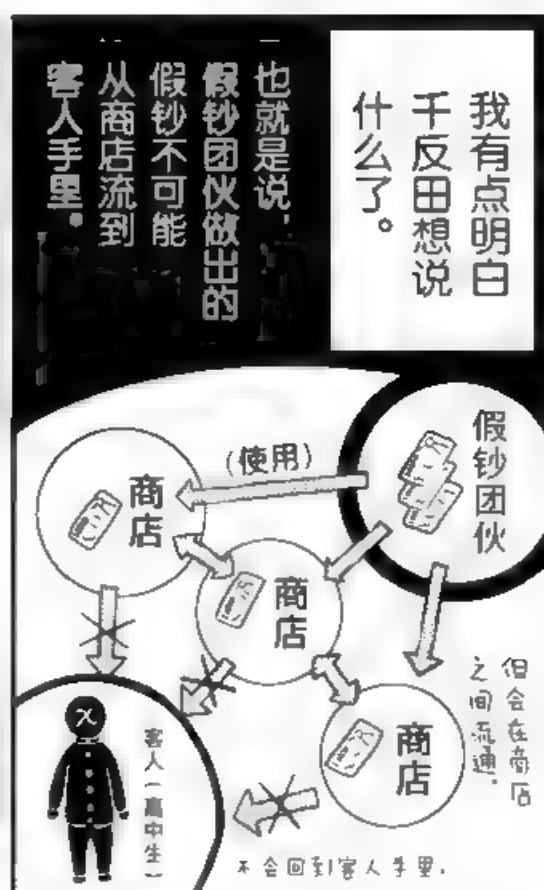 我有点明白
千反田想说
什么了。
也就是说，
假钞团伙做出的
假钞不可能
从商店流到
客人手里。
假钞团伙
（使用）
商店
商店
商店
但会在商店
之间流通。
客人（高中生）
X
不会回到客人手里。